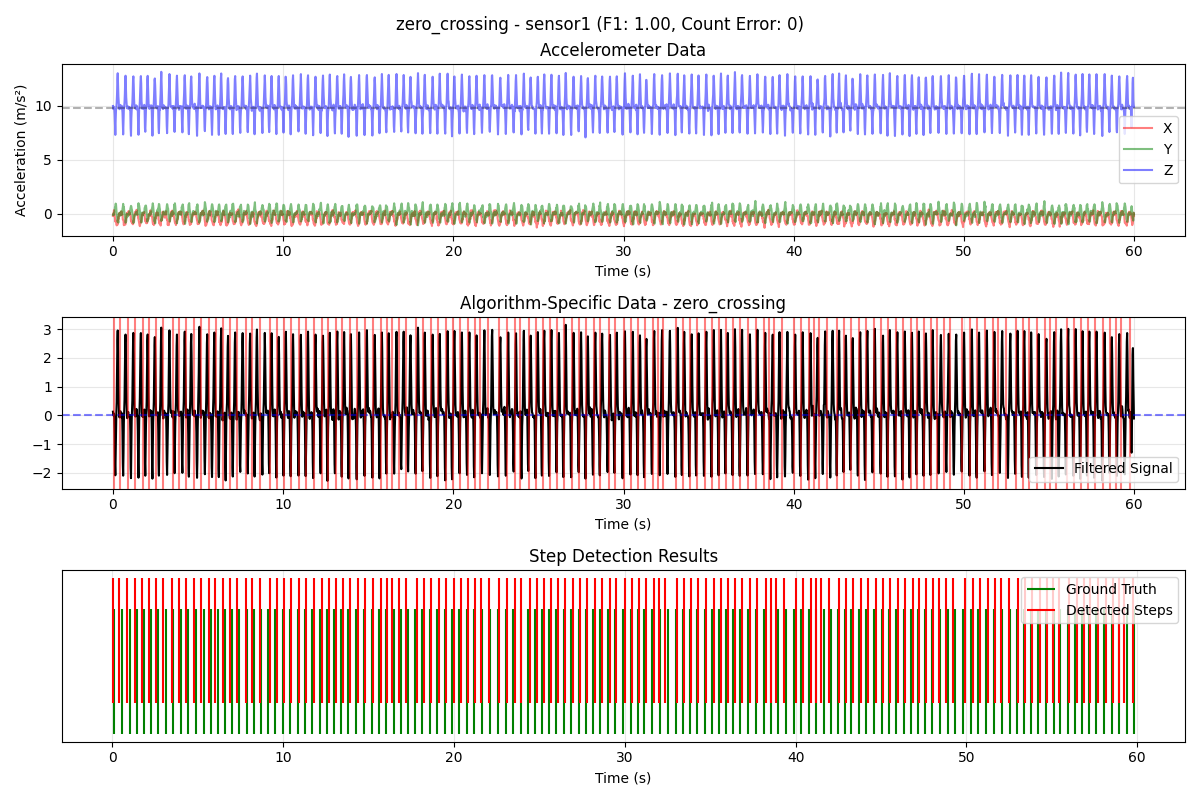 zero_crossing - sensor1 (F1: 1.00, Count Error: 0)
Accelerometer Data
Acceleration (m/s²)
10
5
0
X
Y
Z
0 10 20 30 40 50 60
Time (s)
Algorithm-Specific Data - zero_crossing
3
2
1
0
−1
−2
Filtered Signal
0 10 20 30 40 50 60
Time (s)
Step Detection Results
Ground Truth
Detected Steps
0 10 20 30 40 50 60
Time (s)